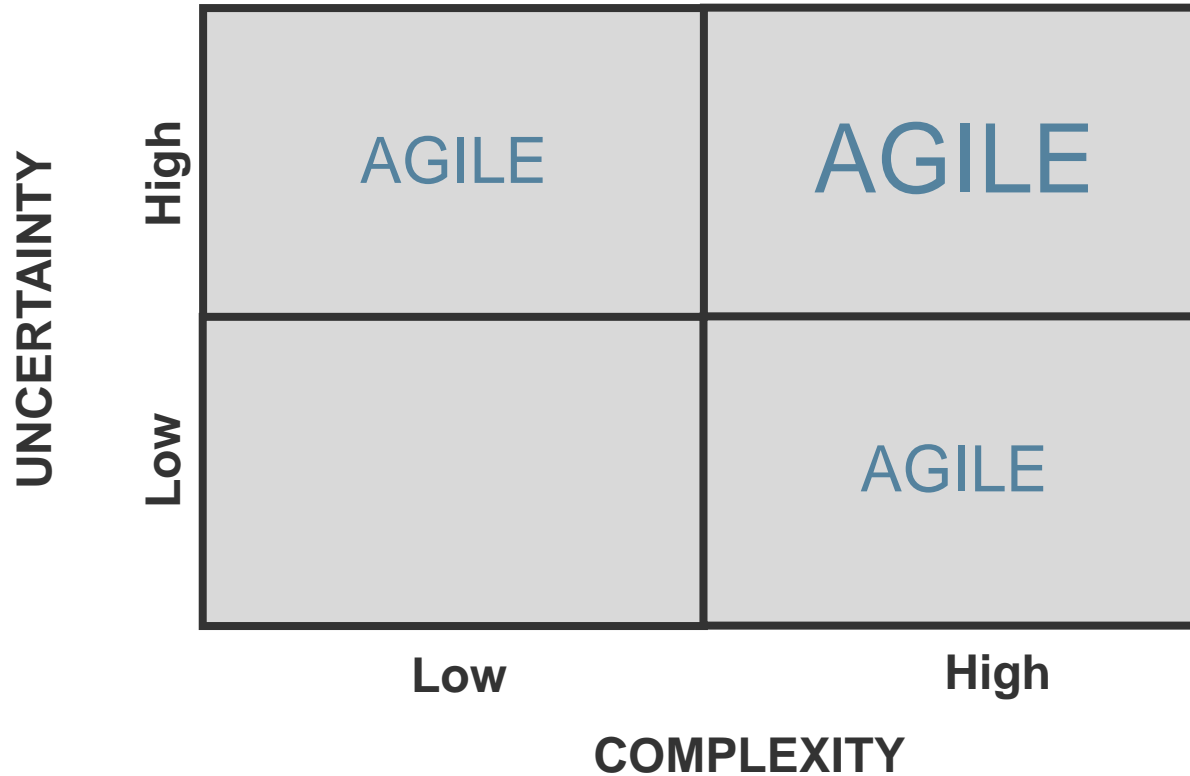 UNCERTAINTY
High
AGILE
AGILE
Low
AGILE
Low
High
COMPLEXITY